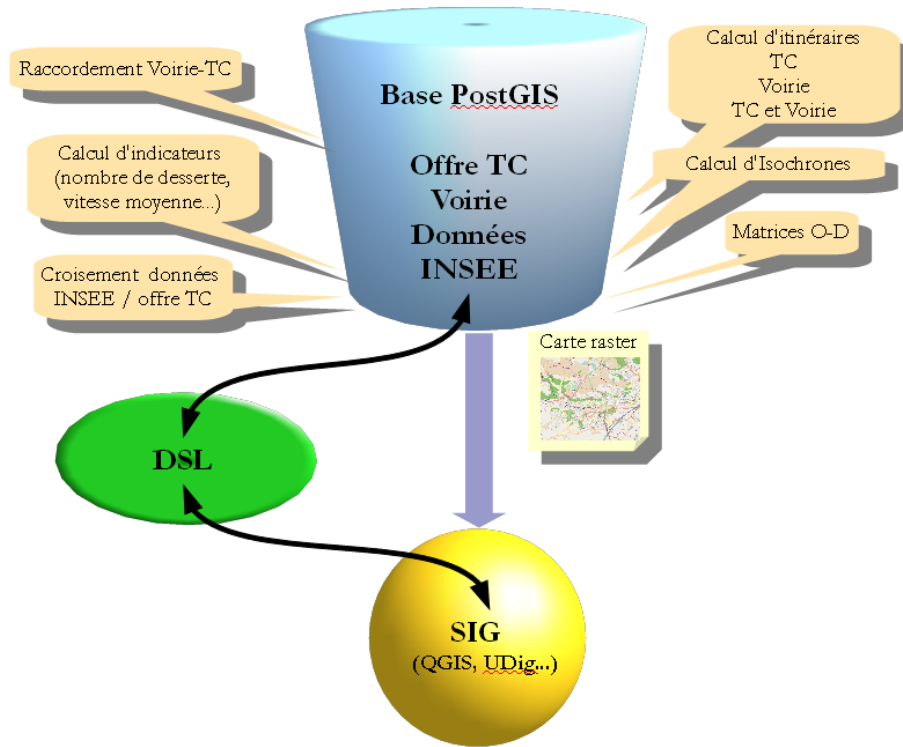 Raccordement Voirie-TC
Calcul d'indicateurs
(nombre de desserte,
vitesse moyenne...)
Croisement données
INSEE / offre TC
Base PostGIS
Offre TC
Voirie
Données
INSEE
Calcul d'itinéraires
TC
Voirie
TC et Voirie
Calcul d'Isochrones
Matrices O-D
Carte raster
DSL
SIG
(QGIS, UDig...)